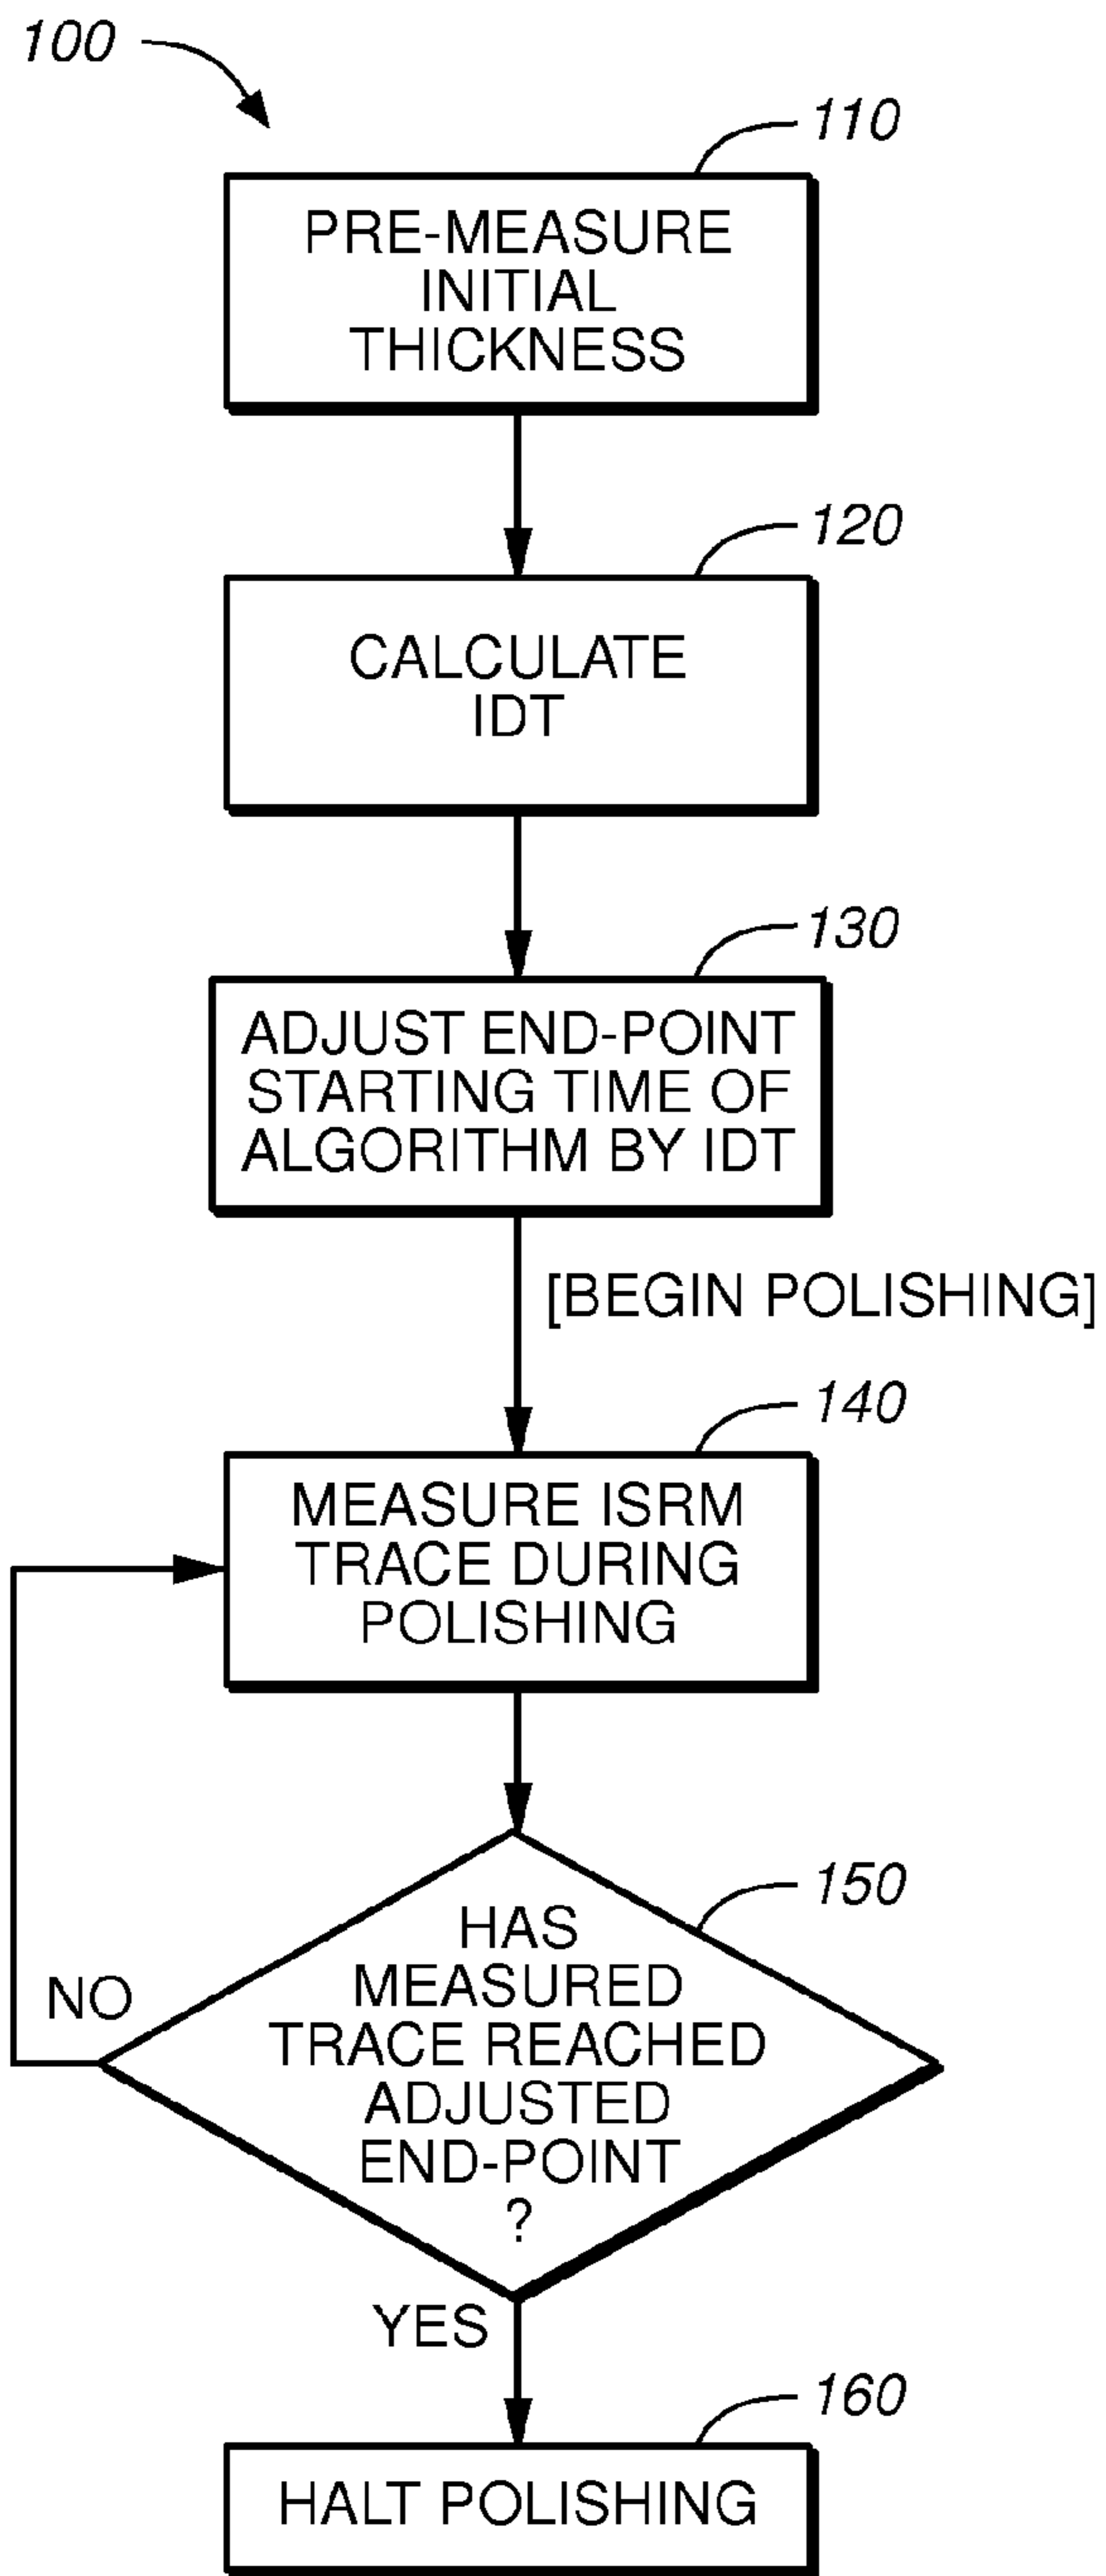 100
110
PRE-MEASURE
INITIAL
THICKNESS
120
CALCULATE
IDT
130
ADJUST END-POINT
STARTING TIME OF
ALGORITHM BY IDT
[BEGIN POLISHING]
140
MEASURE ISRM
TRACE DURING
POLISHING
150
HAS
MEASURED
TRACE REACHED
ADJUSTED
END-POINT
?
NO
YES
160
HALT POLISHING